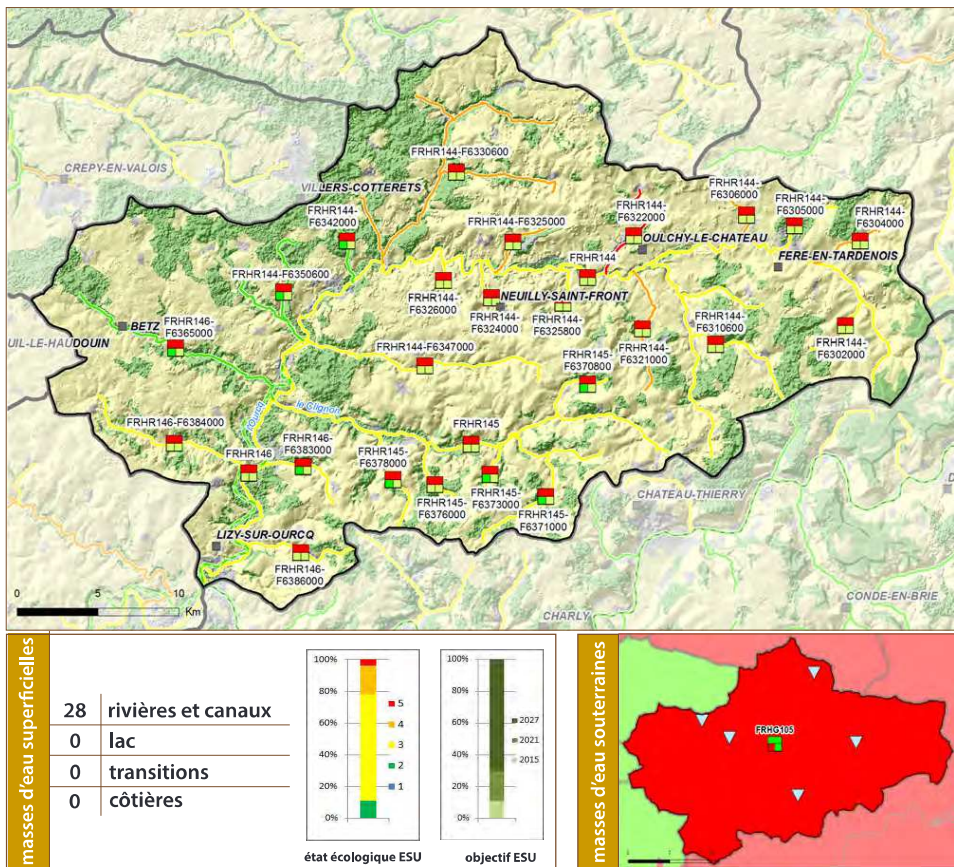 FRHR144-F6330600
CREPY-EN-VALOIS
VILLERS-COTTERETS
FRHR144-
F6342000
FRHR144-F6325000
FRHR144-
F6322000
FRHR144-
F6306000
FRHR144-
F6305000
FRHR144-
F6304000
OULCHY-LE-CHATEAU
FERE-EN-TARDENOIS
FRHR144
FRHR144-F6350600
FRHR144-
F6326000
NEUILLY-SAINT-FRONT
FRHR144-
F6324000
FRHR144-
F6325800
FRHR144-
F6321000
FRHR144-
F6310600
FRHR144-
F6302000
BETZ
FRHR146-
F6365000
UIL-LE-HAUDOUIN
FRHR144-F6347000
FRHR145-
F6370800
l'Ourcq
le Clignon
FRHR146-F6384000
FRHR146
FRHR146-
F6383000
FRHR145-
F6378000
FRHR145
FRHR145-
F6376000
FRHR145-
F6373000
FRHR145-
F6371000
CHATEAU-THIERRY
LIZY-SUR-OURCQ
FRHR146-
F6386000
CHARLY
CONDE-EN-BRIE
0 5 10
Km
masses d'eau superficielles
28 rivières et canaux
0 lac
0 transitions
0 côtières
100%
80%
60%
40%
20%
0%
5
4
3
2
1
état écologique ESU
100%
80%
60%
40%
20%
0%
2027
2021
2015
objectif ESU
masses d'eau souterraines
FRHG105